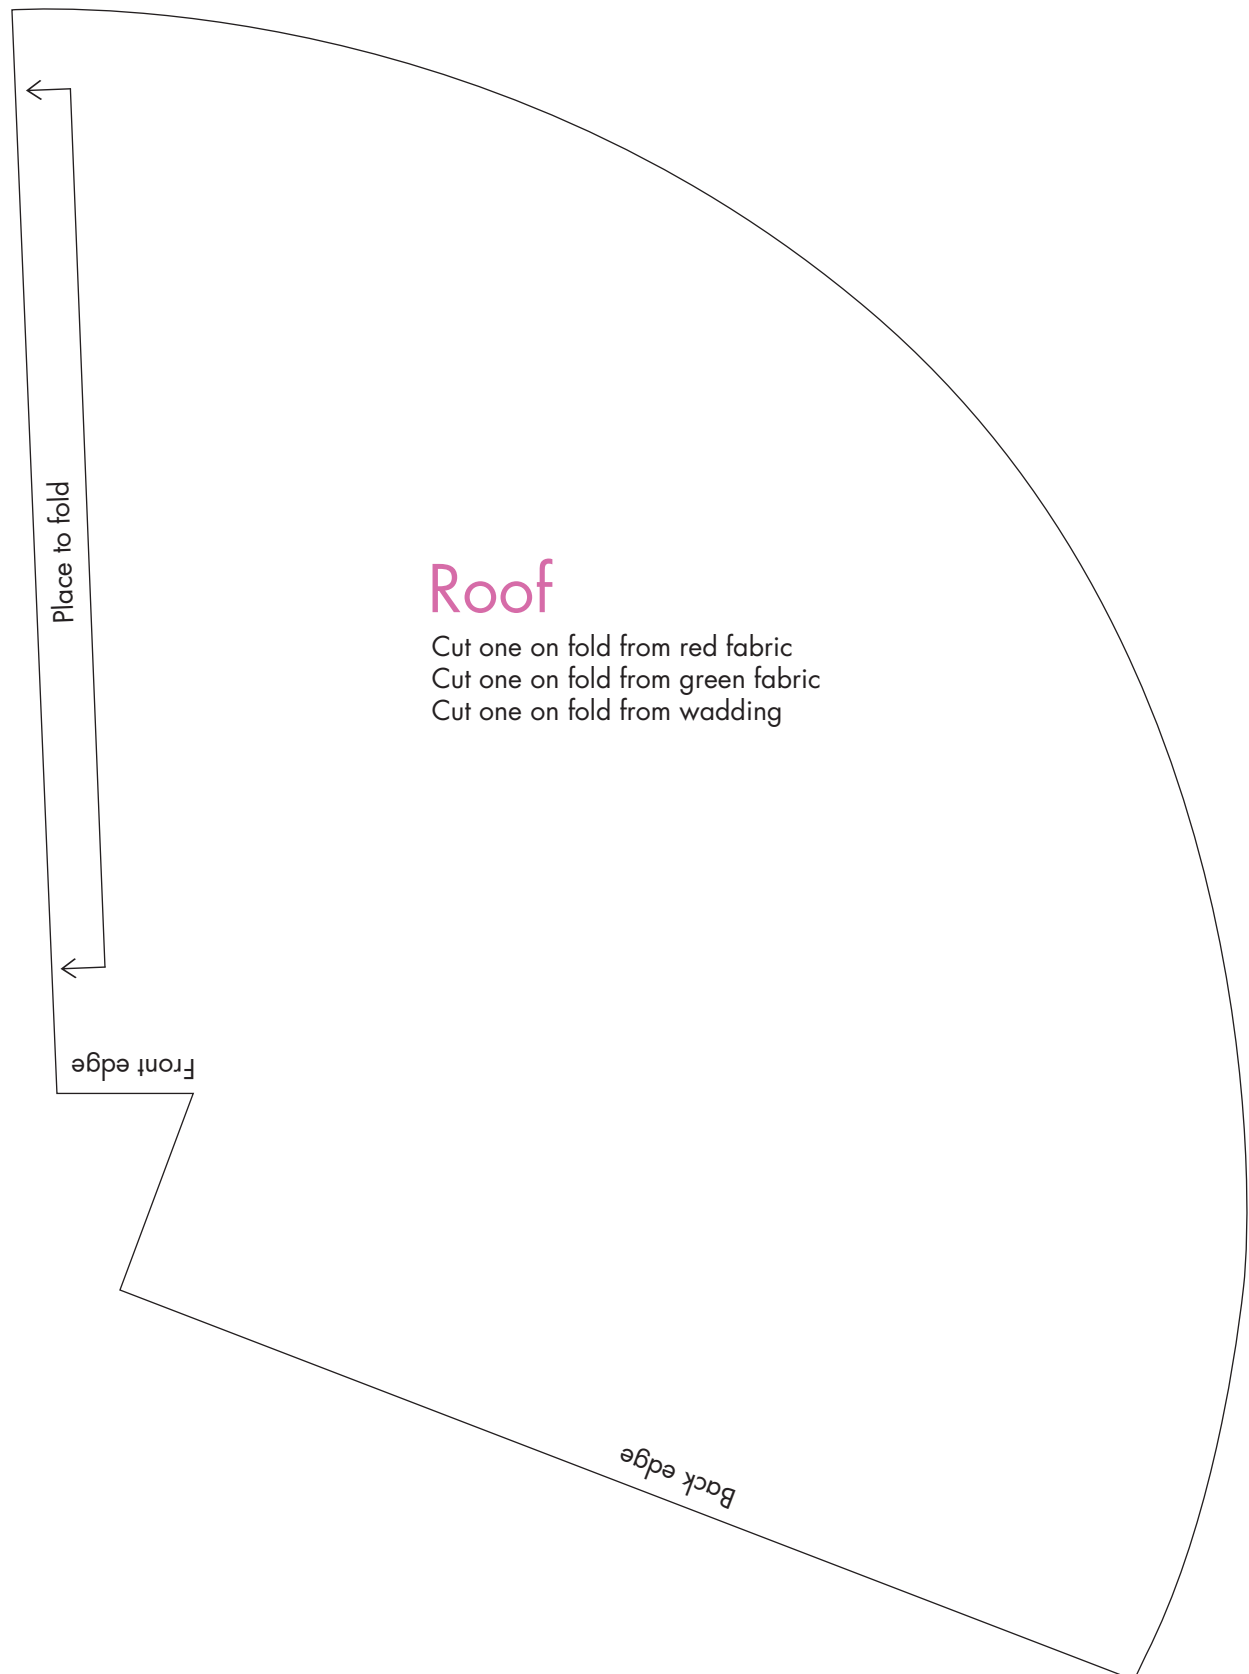 Place to fold
Roof
Cut one on fold from red fabric
Cut one on fold from green fabric
Cut one on fold from wadding
Front edge
Back edge